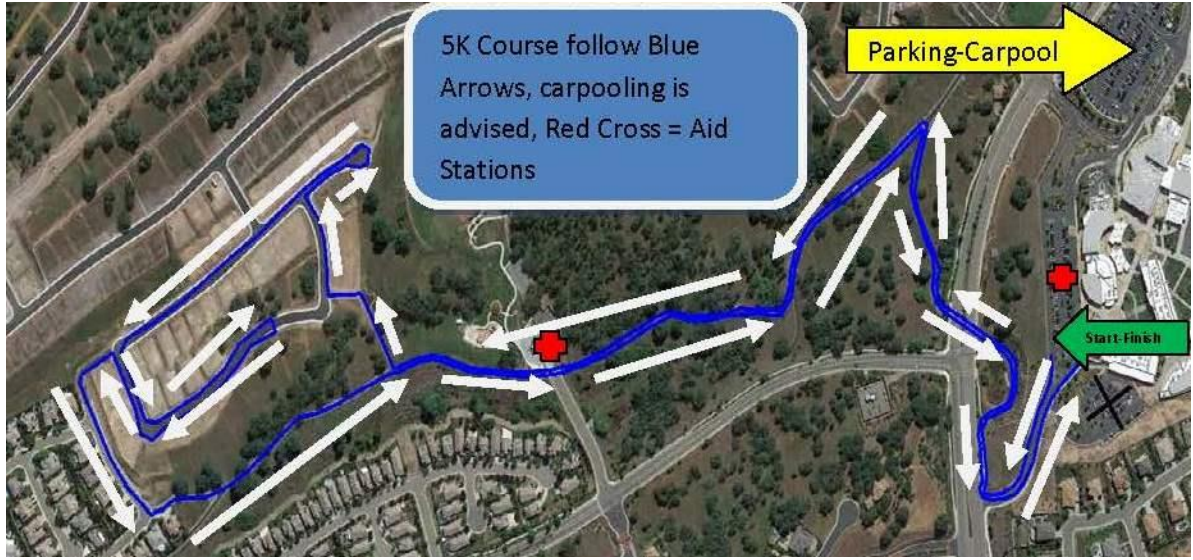 5K Course follow Blue
Arrows, carpooling is
advised, Red Cross = Aid
Stations
Parking-Carpool
Start-Finish